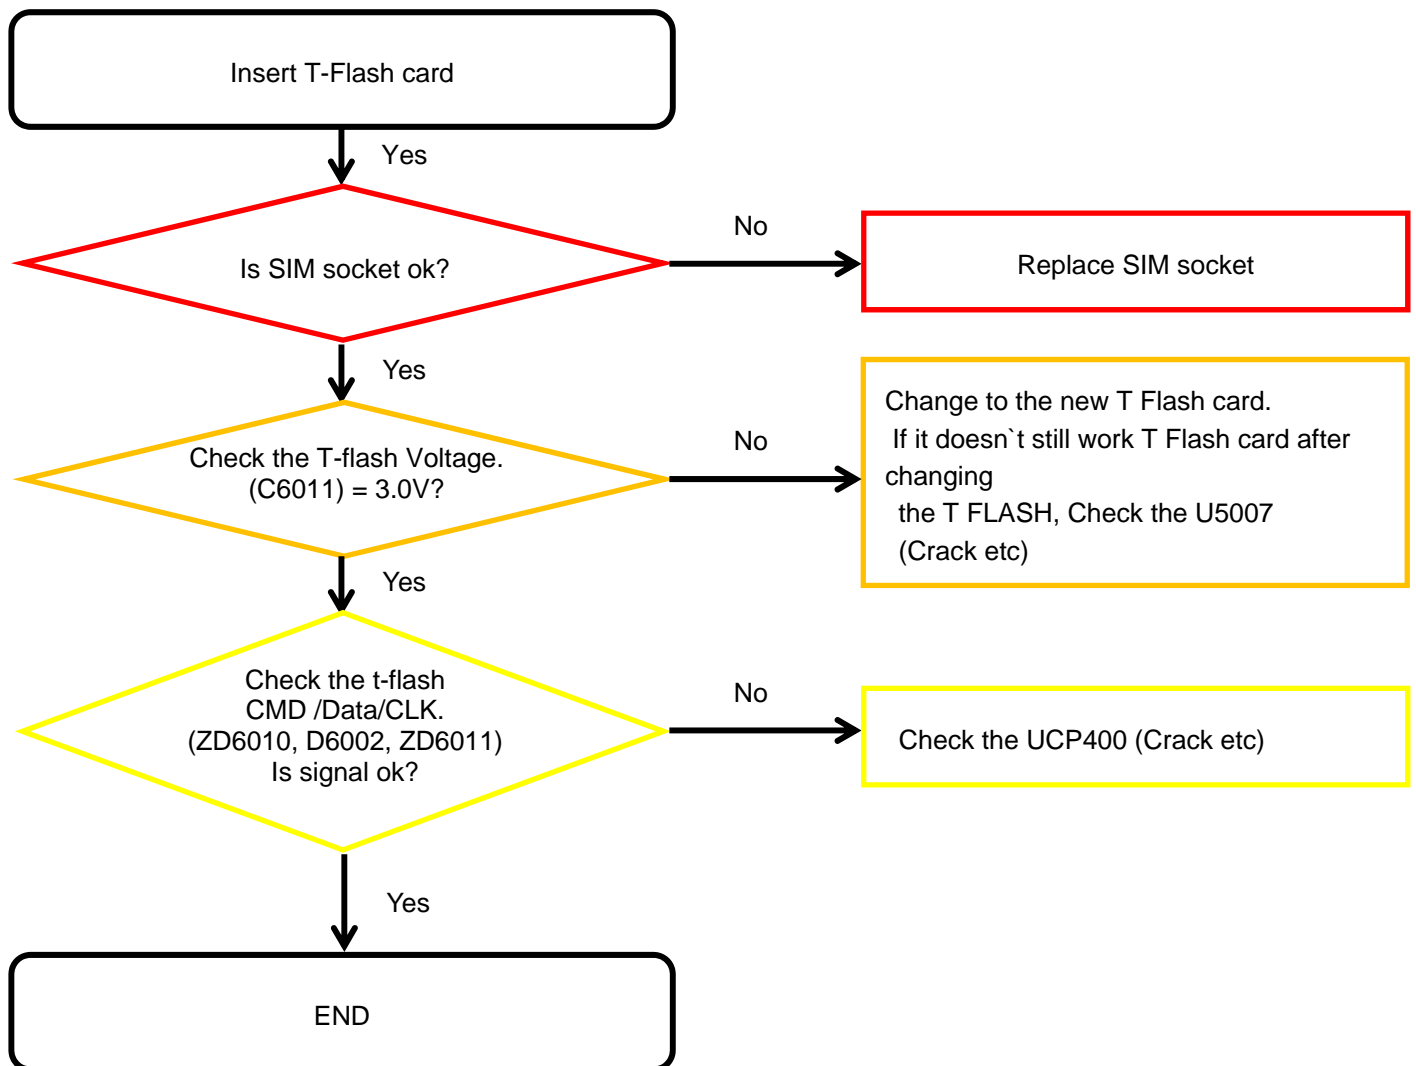 Insert T-Flash card
Yes
Is SIM socket ok?
No
Replace SIM socket
Yes
Check the T-flash Voltage.
(C6011) = 3.0V?
No
Change to the new T Flash card.
If it doesn`t still work T Flash card after
changing
the T FLASH, Check the U5007
(Crack etc)
Yes
Check the t-flash
CMD /Data/CLK.
(ZD6010, D6002, ZD6011)
Is signal ok?
No
Check the UCP400 (Crack etc)
Yes
END